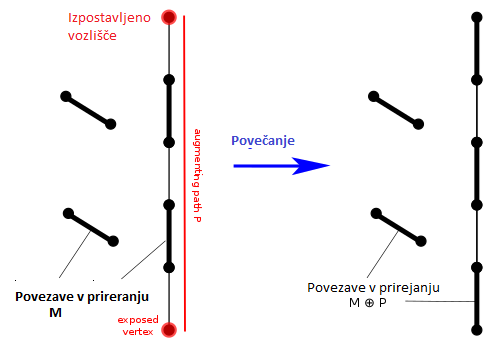 Izpostavljeno
vozlišče
augmenting path P
Povečanje
Povezave v prireranju
M
exposed
vertex
Povezave v prirejanju
M ⊕ P